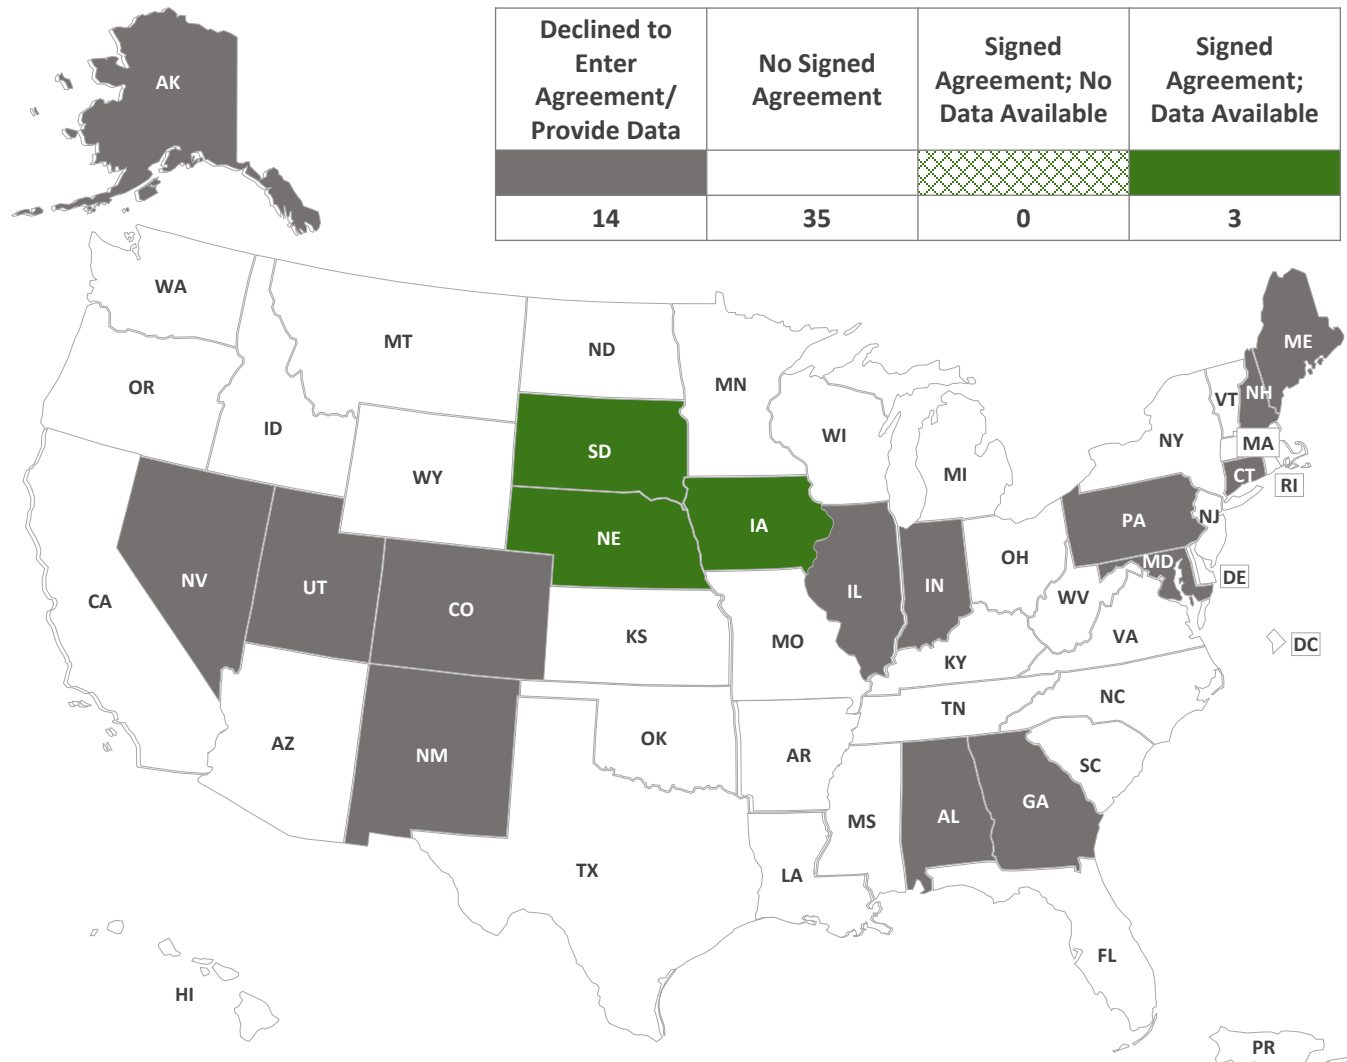 Declined to
Enter
Agreement/
Provide Data
No Signed
Agreement
Signed
Agreement; No
Data Available
Signed
Agreement;
Data Available
14
35
0
3
AK
WA
MT
ND
MN
OR
ID
WY
SD
WI
MI
NY
VT
NH
ME
MA
CT
RI
NE
IA
PA
NJ
NV
UT
CO
IL
IN
OH
MD
DE
CA
KS
MO
WV
VA
DC
KY
AZ
NM
OK
AR
TN
NC
SC
MS
AL
GA
TX
LA
FL
HI
PR